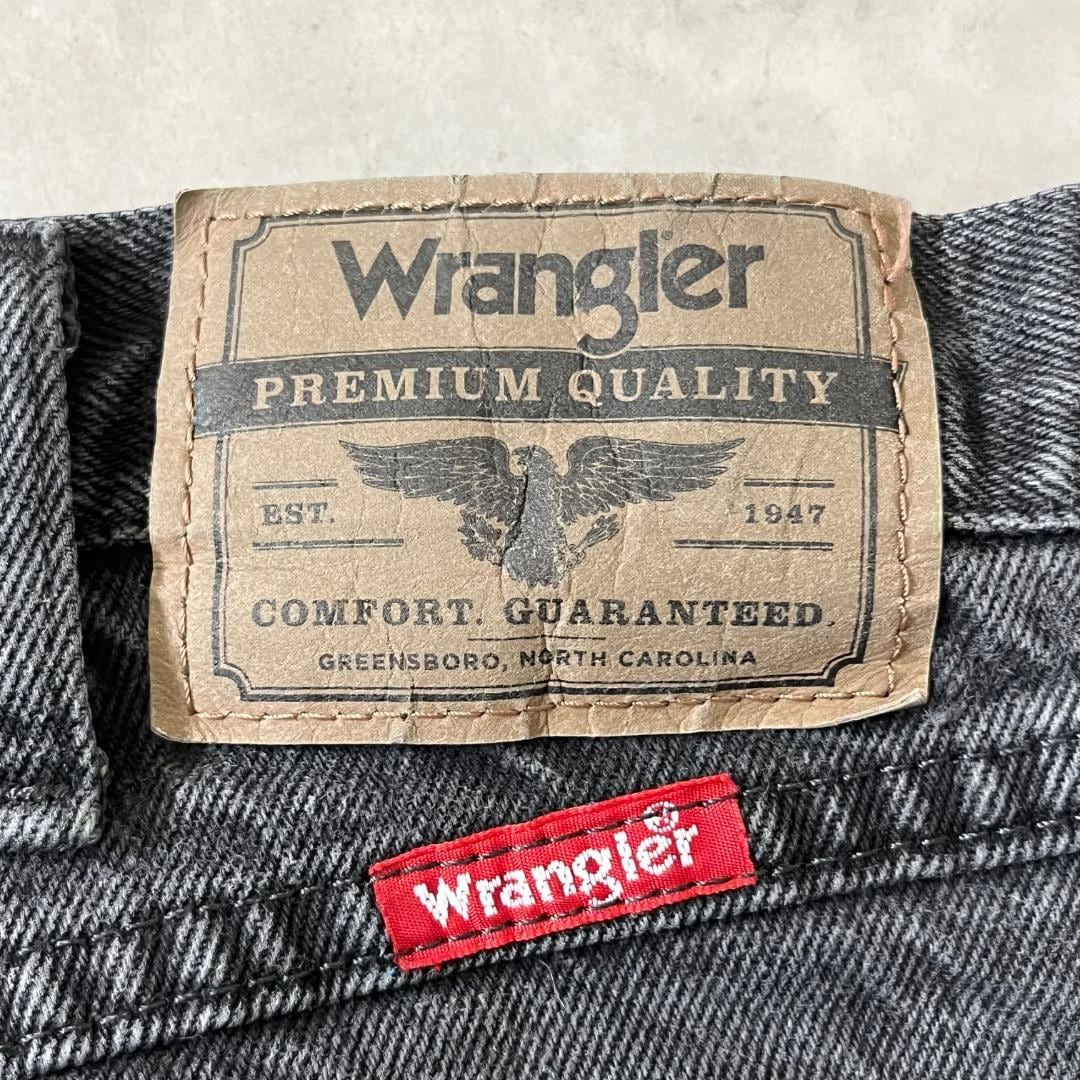 Wrangler
PREMIUM QUALITY
EST. 1947
COMFORT. GUARANTEED.
GREENSBORO, NORTH CAROLINA
Wrangler®